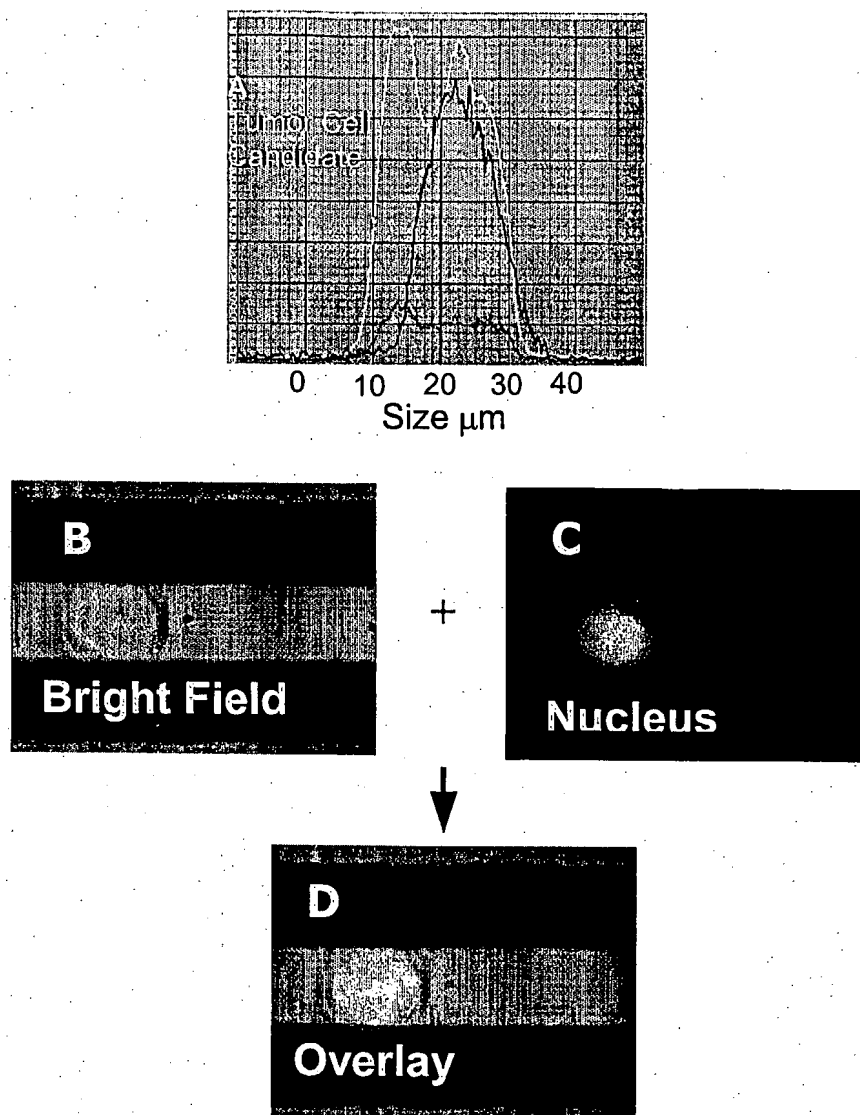 A
Tumor Cell
Candidate
0 10 20 30 40
Size μm
B
Bright Field
+
C
Nucleus
D
Overlay